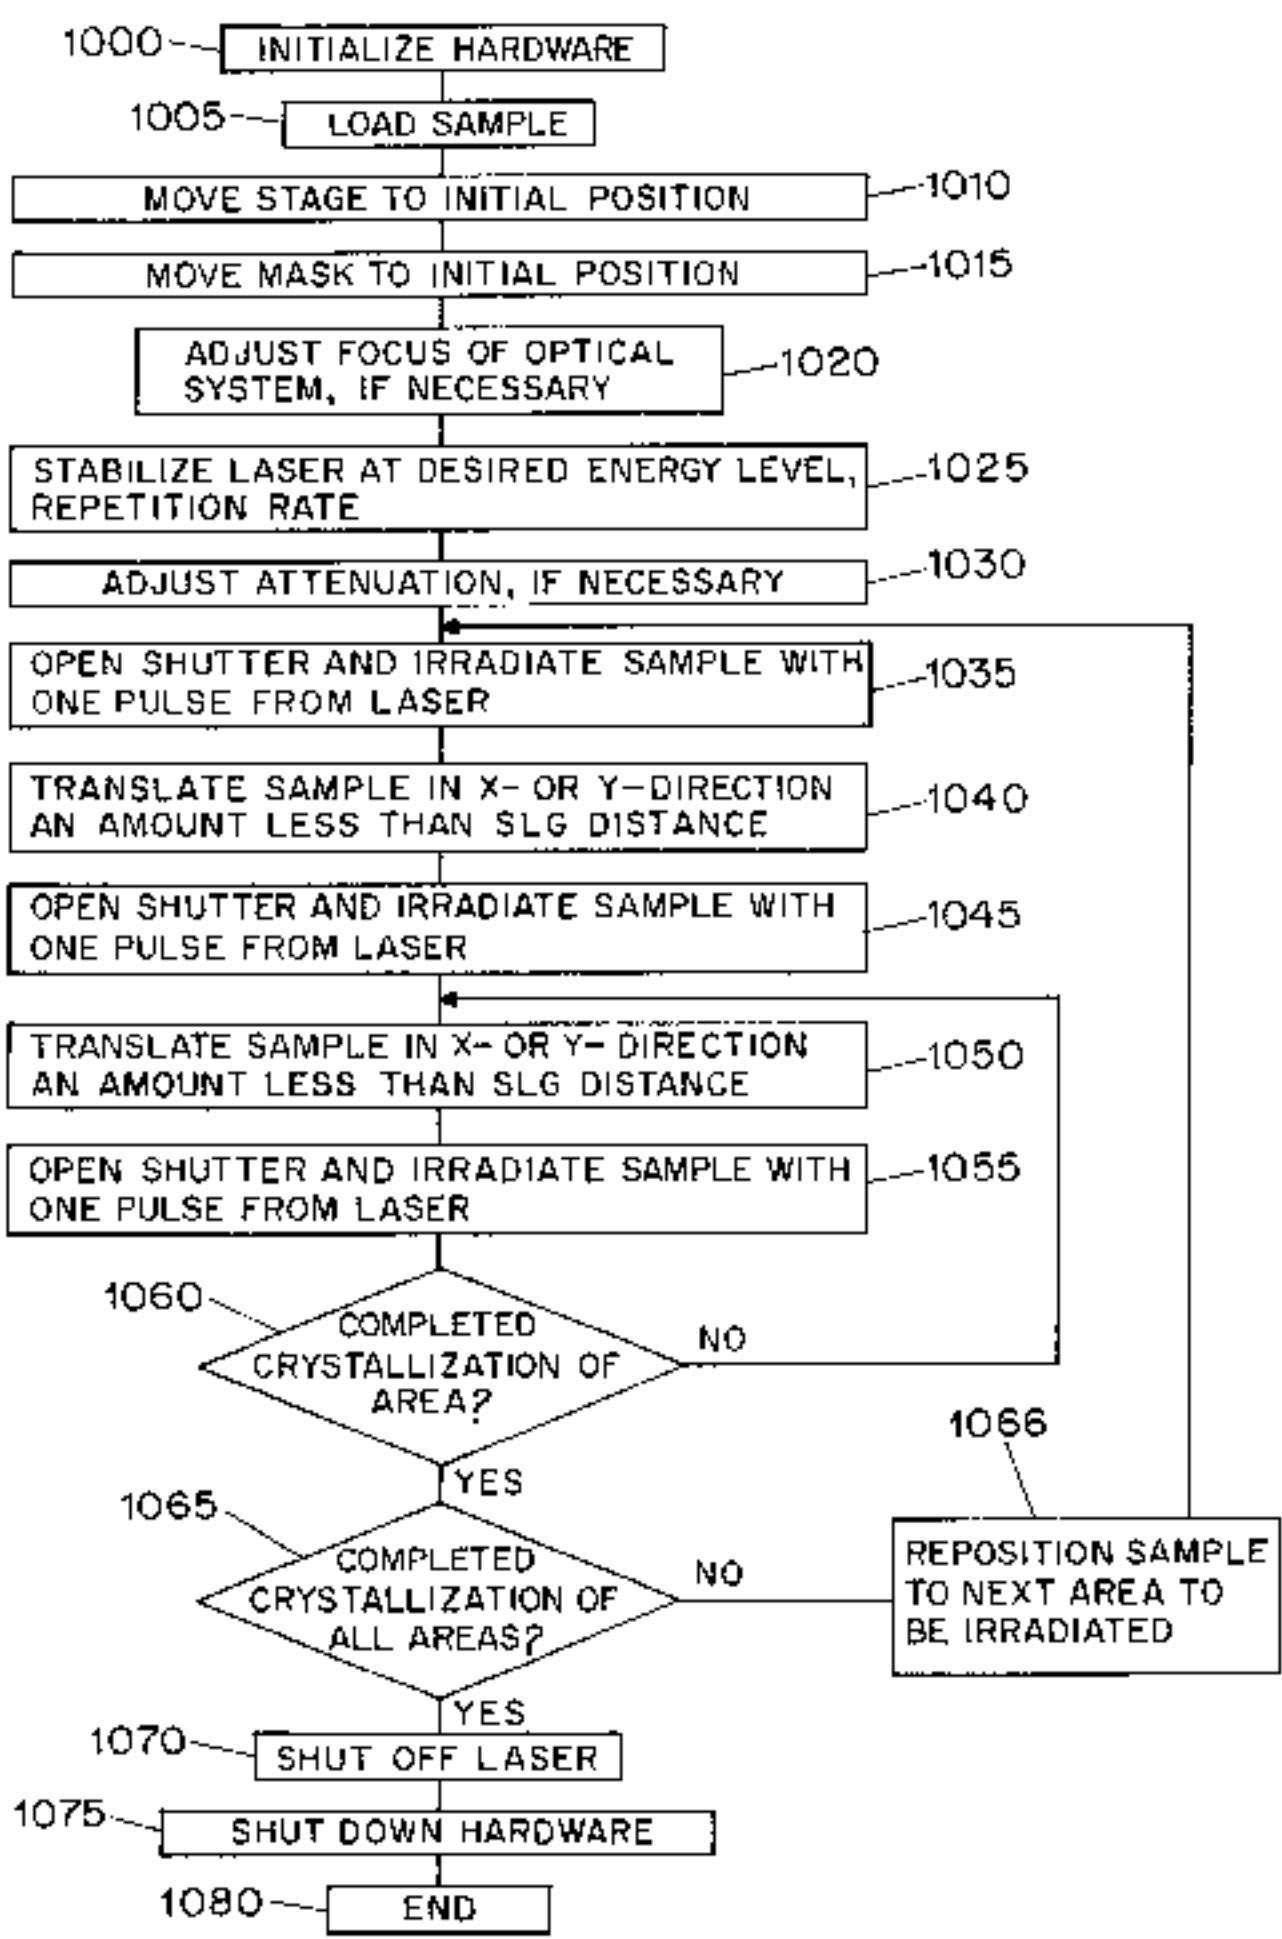 1000
INITIALIZE HARDWARE
1005
LOAD SAMPLE
MOVE STAGE TO INITIAL POSITION
1010
MOVE MASK TO INITIAL POSITION
1015
ADJUST FOCUS OF OPTICAL
SYSTEM, IF NECESSARY
1020
STABILIZE LASER AT DESIRED ENERGY LEVEL,
REPETITION RATE
1025
ADJUST ATTENUATION, IF NECESSARY
1030
OPEN SHUTTER AND IRRADIATE SAMPLE WITH
ONE PULSE FROM LASER
1035
TRANSLATE SAMPLE IN X- OR Y-DIRECTION
AN AMOUNT LESS THAN SLG DISTANCE
1040
OPEN SHUTTER AND IRRADIATE SAMPLE WITH
ONE PULSE FROM LASER
1045
TRANSLATE SAMPLE IN X- OR Y- DIRECTION
AN AMOUNT LESS THAN SLG DISTANCE
1050
OPEN SHUTTER AND IRRADIATE SAMPLE WITH
ONE PULSE FROM LASER
1055
1060
COMPLETED
CRYSTALLIZATION OF
AREA?
NO
YES
1065
COMPLETED
CRYSTALLIZATION OF
ALL AREAS?
NO
1066
REPOSITION SAMPLE
TO NEXT AREA TO
BE IRRADIATED
YES
1070
SHUT OFF LASER
1075
SHUT DOWN HARDWARE
1080
END